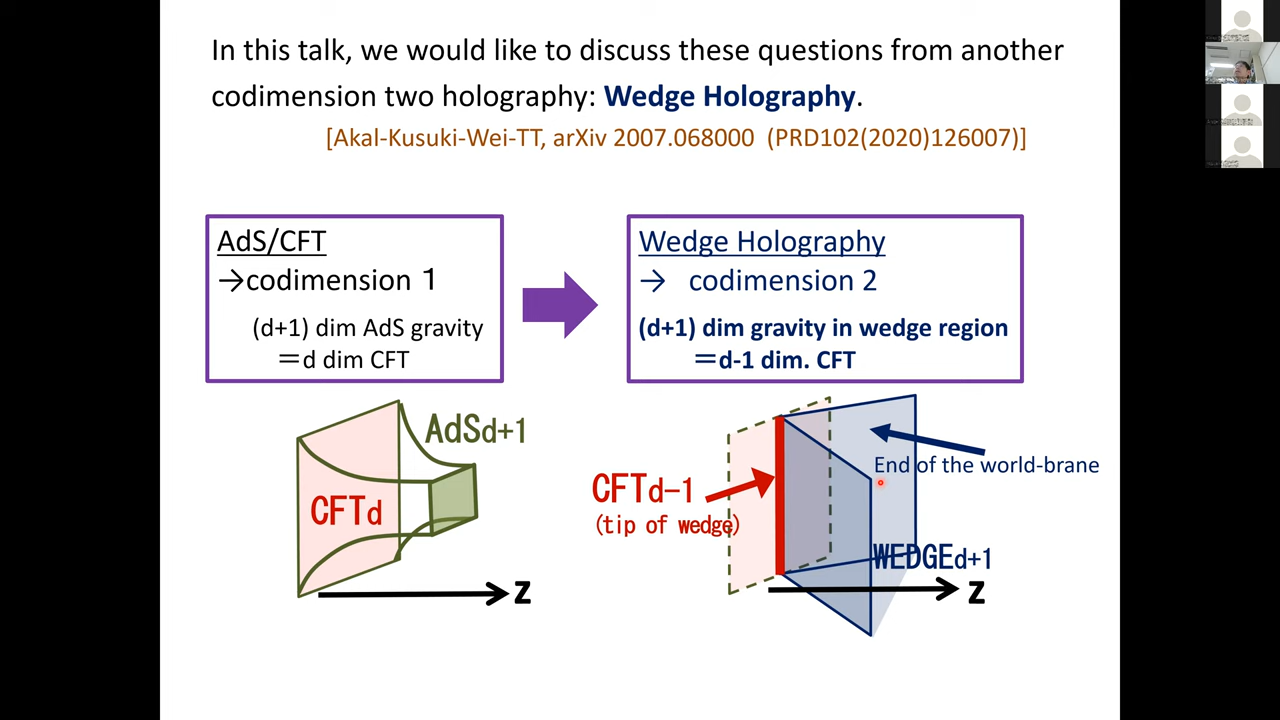 In this talk, we would like to discuss these questions from another
codimension two holography: Wedge Holography.
[Akal-Kusuki-Wei-TT, arXiv 2007.068000 (PRD102(2020)126007)]
AdS/CFT
→codimension 1
(d+1) dim AdS gravity
＝d dim CFT
Wedge Holography
→ codimension 2
(d+1) dim gravity in wedge region
＝d-1 dim. CFT
AdSd+1
CFTd
z
End of the world-brane
CFTd-1
(tip of wedge)
WEDGEd+1
z